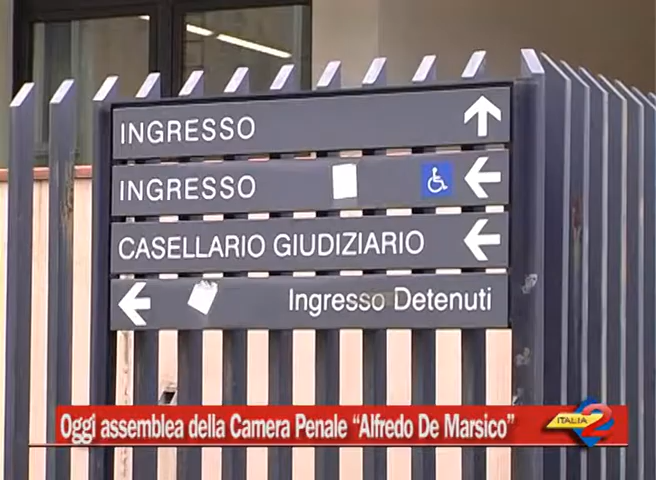 INGRESSO
INGRESSO
CASELLARIO GIUDIZIARIO
Ingresso Detenuti
Oggi assemblea della Camera Penale “Alfredo De Marsico”
ITALIA 2